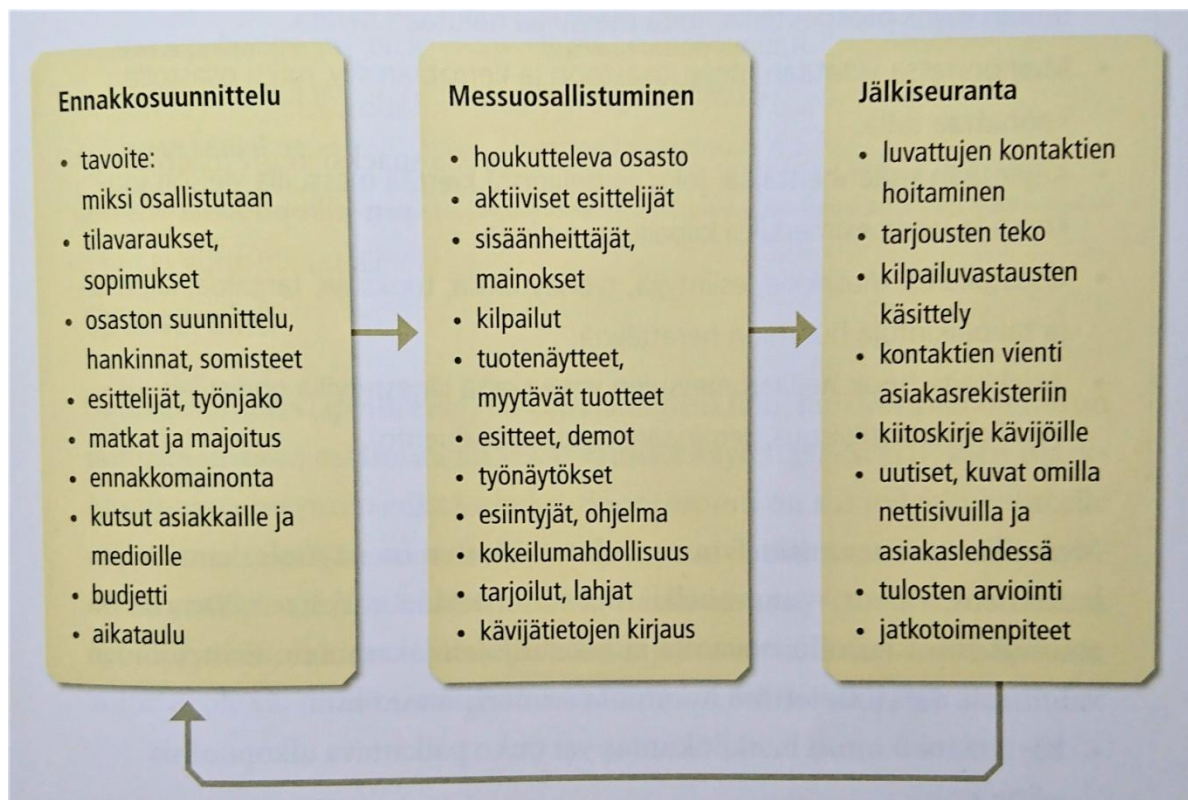 Ennakkosuunnittelu
• tavoite:
miksi osallistutaan
• tilavaraukset,
sopimukset
• osaston suunnittelu,
hankinnat, somisteet
• esittelijät, työnjako
• matkat ja majoitus
• ennakkomainonta
• kutsut asiakkaille ja
medioille
• budjetti
• aikataulu
Messuosallistuminen
• houkutteleva osasto
• aktiiviset esittelijät
• sisäänheittäjät,
mainokset
• kilpailut
• tuotenäytteet,
myytävät tuotteet
• esitteet, demot
• työnäytökset
• esiintyjät, ohjelma
• kokeilumahdollisuus
• tarjoilut, lahjat
• kävijätietojen kirjaus
Jälkiseuranta
• luvattujen kontaktien
hoitaminen
• tarjousten teko
• kilpailuvastausten
käsittely
• kontaktien vienti
asiakasrekisteriin
• kiitoskirje kävijöille
• uutiset, kuvat omilla
nettisivuilla ja
asiakaslehdessä
• tulosten arviointi
• jatkotoimenpiteet